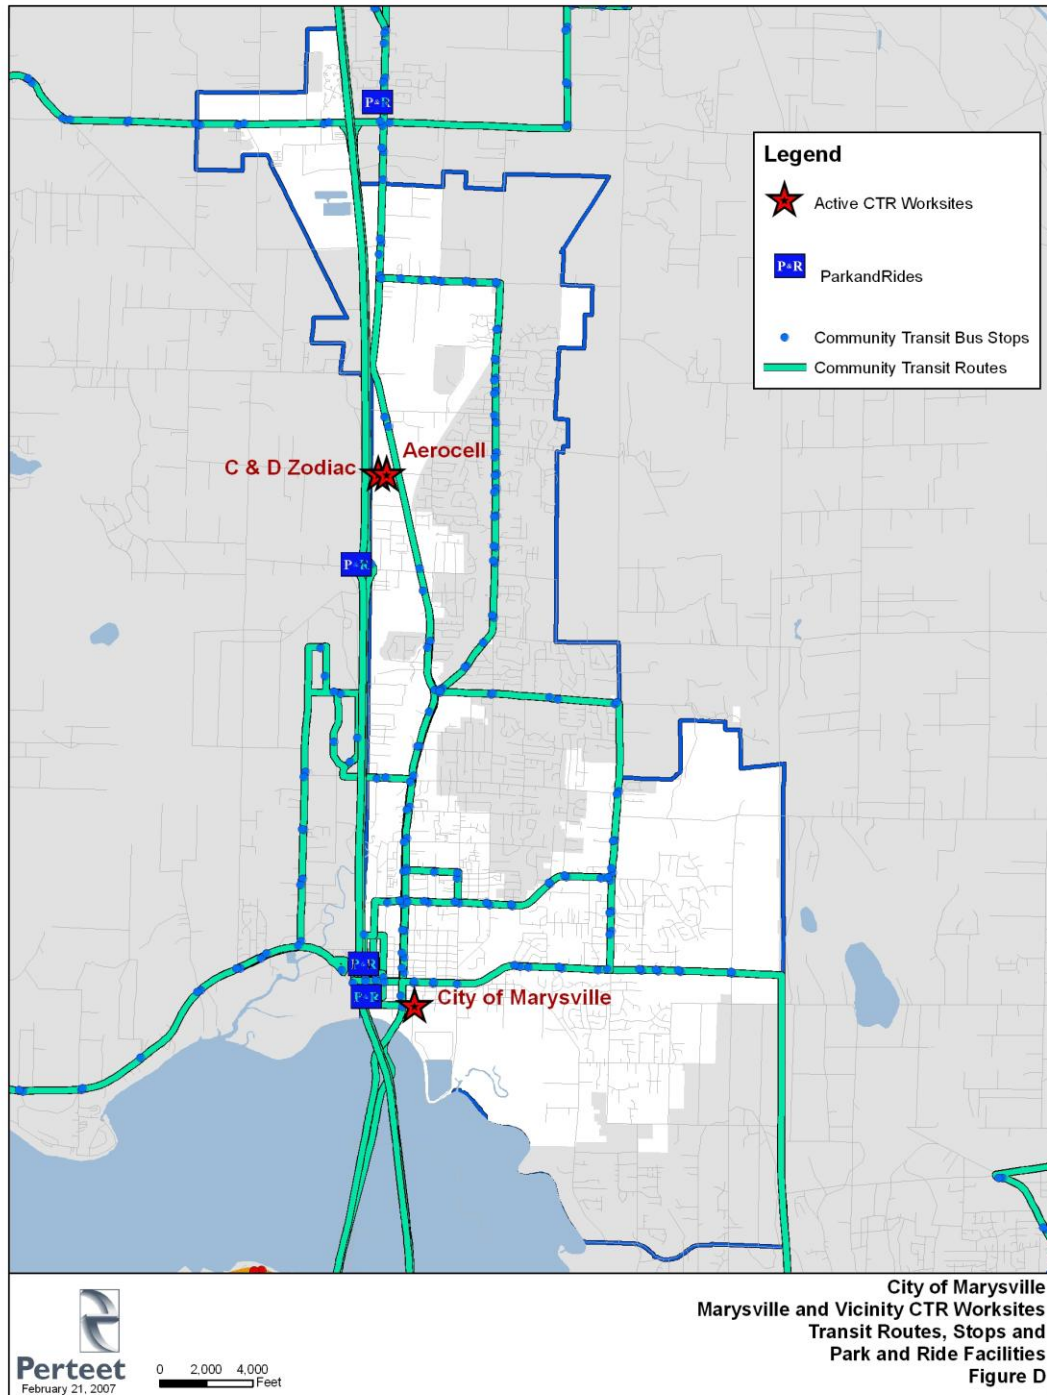 P&R
Legend
Active CTR Worksites
P&R
ParkandRides
Community Transit Bus Stops
Community Transit Routes
Aerocell
C & D Zodiac
P&R
P&R
P&R
City of Marysville
City of Marysville
Marysville and Vicinity CTR Worksites
Transit Routes, Stops and
Park and Ride Facilities
Figure D
Perteet
February 21, 2007
0 2,000 4,000
Feet